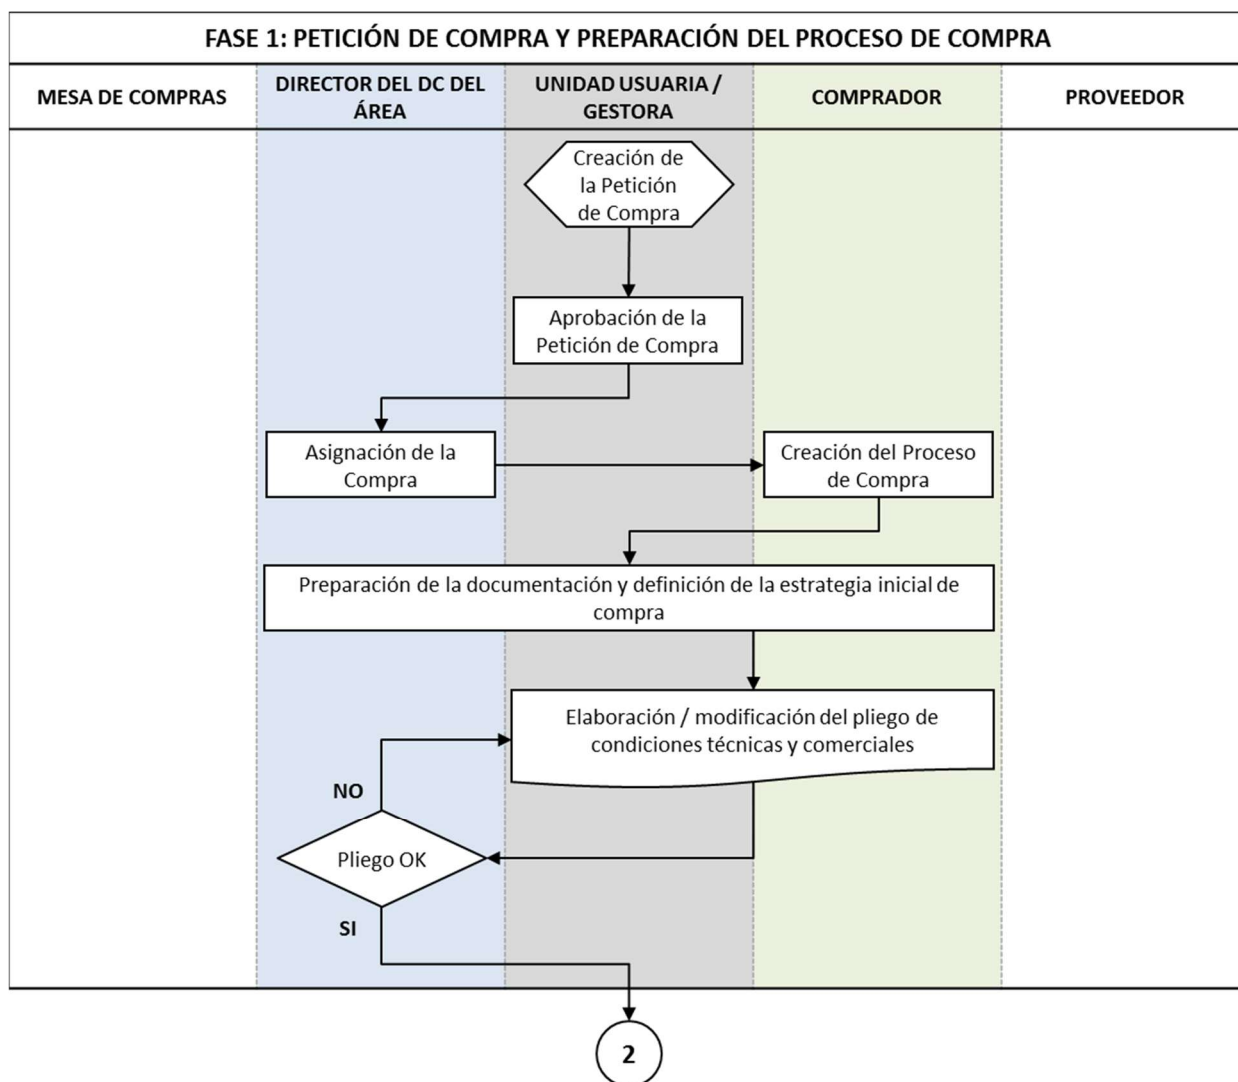 FASE 1: PETICIÓN DE COMPRA Y PREPARACIÓN DEL PROCESO DE COMPRA
MESA DE COMPRAS
DIRECTOR DEL DC DEL
ÁREA
UNIDAD USUARIA /
GESTORA
COMPRADOR
PROVEEDOR
Creación de
la Petición
de Compra
Aprobación de la
Petición de Compra
Asignación de la
Compra
Creación del Proceso
de Compra
Preparación de la documentación y definición de la estrategia inicial de
compra
Elaboración / modificación del pliego de
condiciones técnicas y comerciales
NO
Pliego OK
SI
2